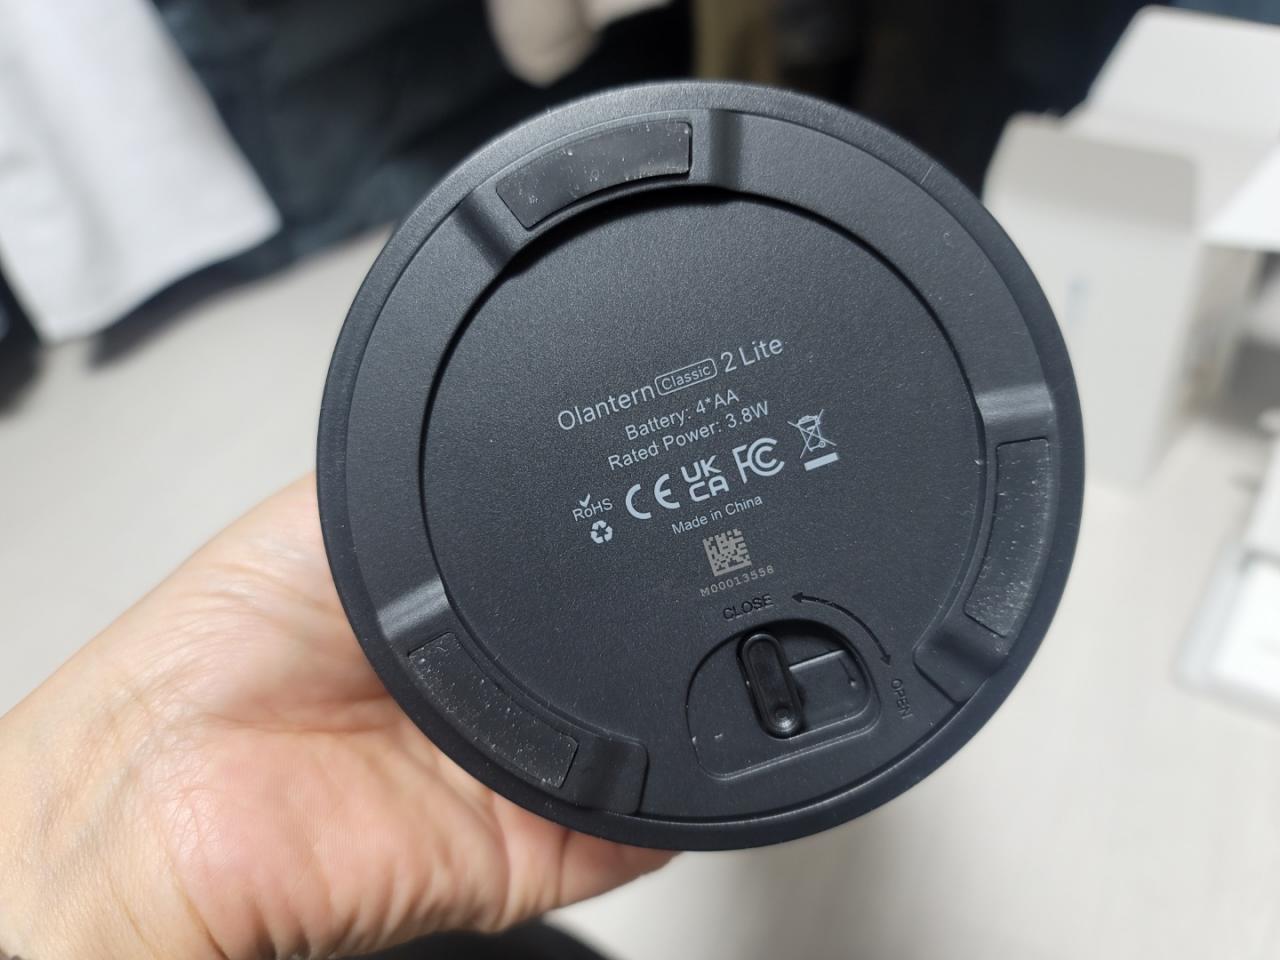 Olantern Classic 2 Lite
Battery: 4*AA
Rated Power: 3.8W
RoHS CE UK CA FC
Made in China
M00013558
CLOSE
OPEN